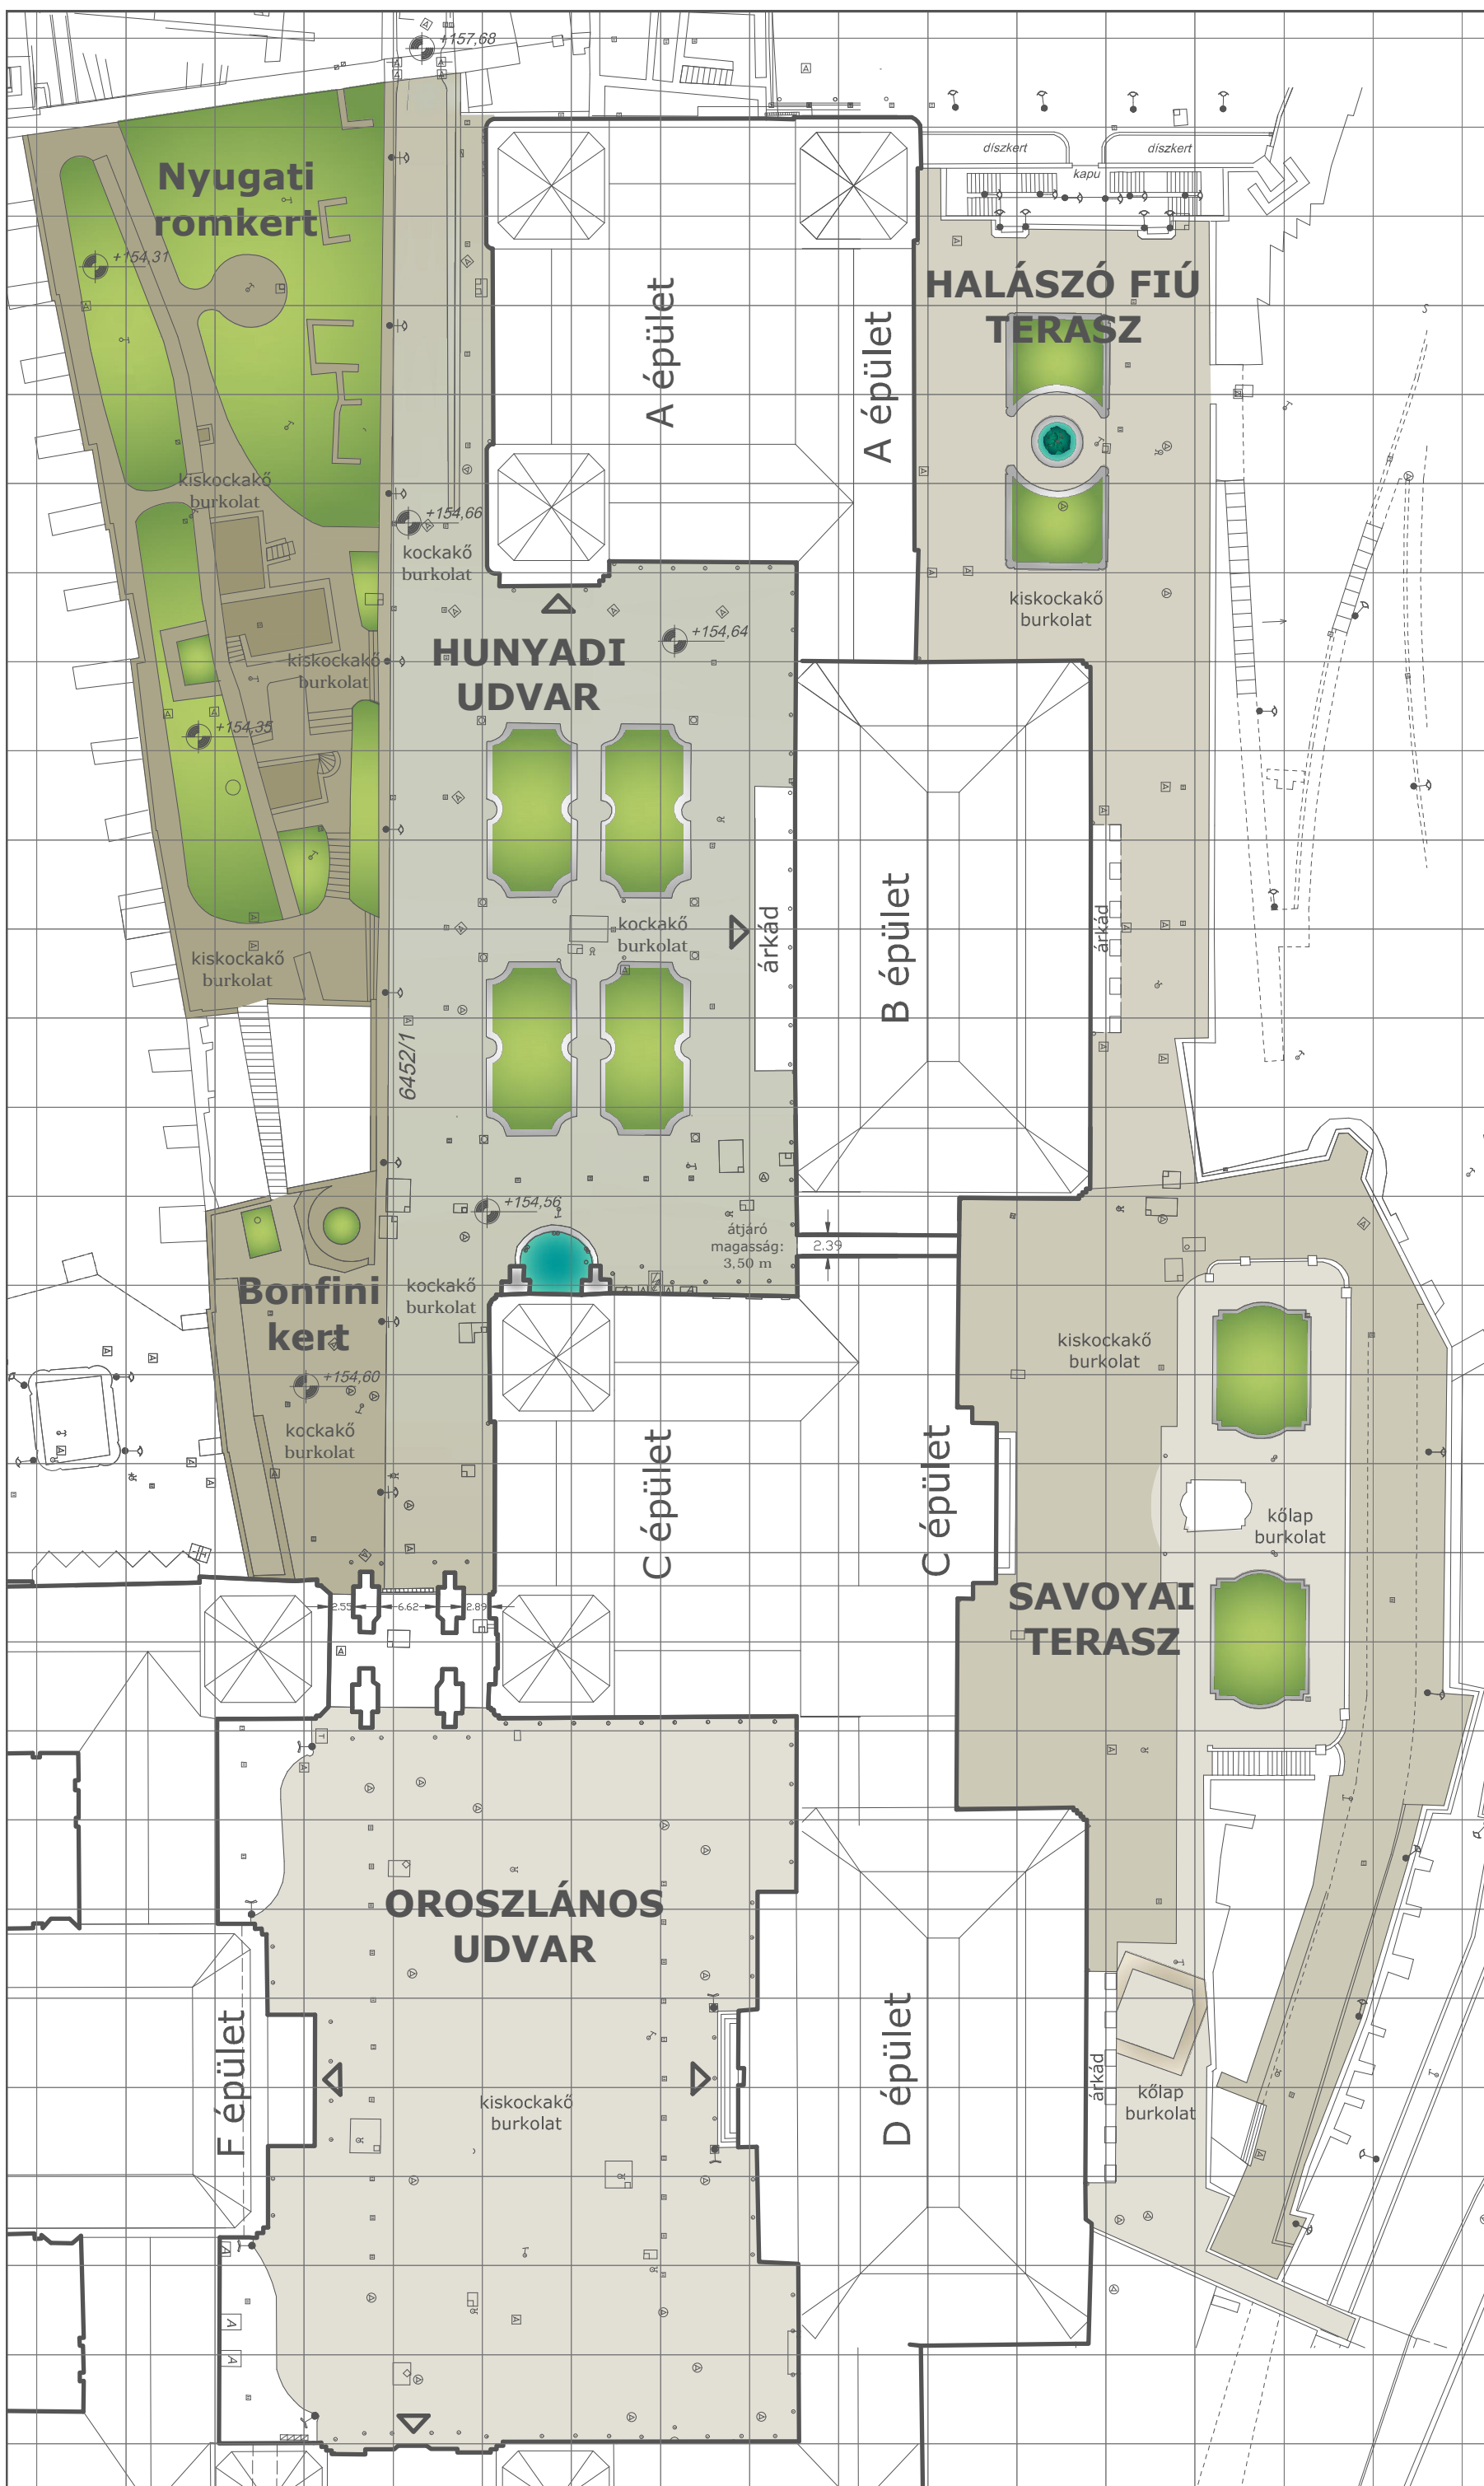 +157,68
díszkert
díszkert
kapu
Nyugati
romkert
+154,31
HALÁSZÓ FIÚ
TERASZ
A épület
A épület
kiskockakő
burkolat
+154,66
kockakő
burkolat
kiskockakő
burkolat
HUNYADI
UDVAR
+154,64
kiskockakő
burkolat
+154,35
kockakő
burkolat
árkád
B épület
árkád
kiskockakő
burkolat
6452/1
+154,56
átjáró
magasság:
3,50 m
2.39
Bonfini
kert
kockakő
burkolat
kiskockakő
burkolat
+154,60
kockakő
burkolat
C épület
C épület
kőlap
burkolat
SAVOYAI
TERASZ
2.55
6.62
2.89
OROSZLÁNOS
UDVAR
F épület
kiskockakő
burkolat
D épület
árkád
kőlap
burkolat